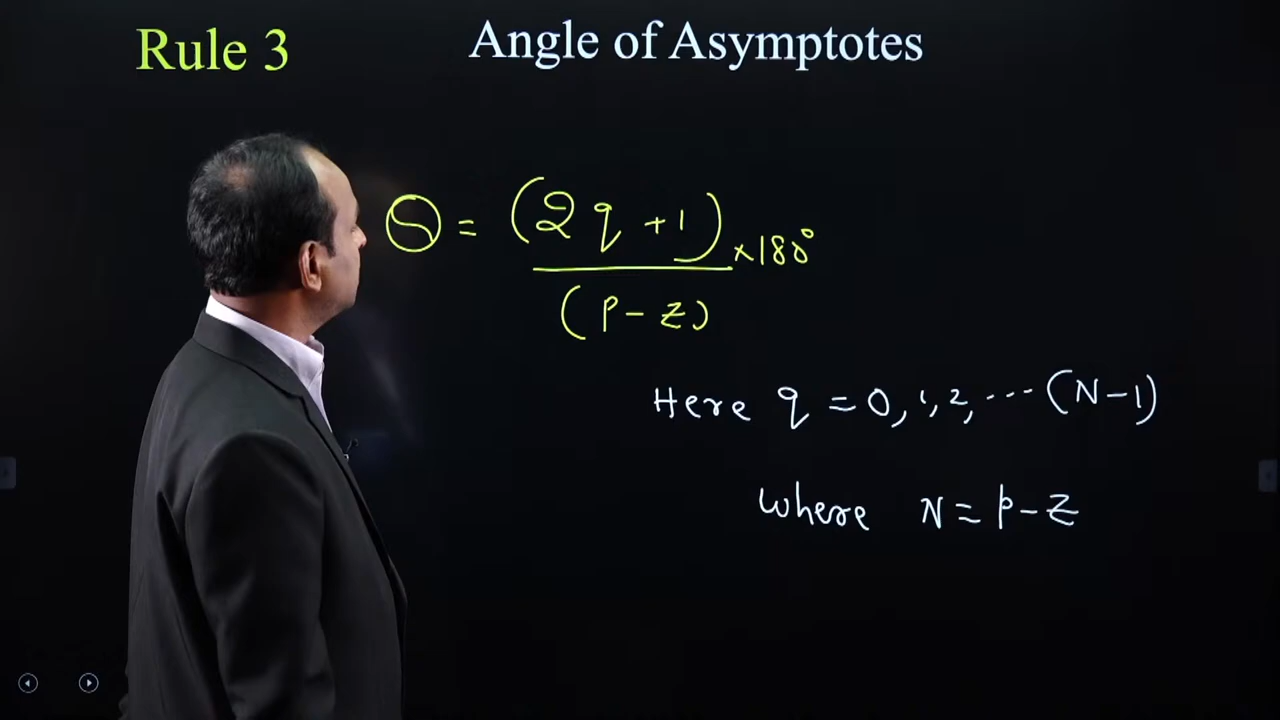 Rule 3
Angle of Asymptotes
Θ = (2q+1)
×180°
(P-Z)
Here q = 0, 1, 2, ... (N-1)
Where N = P-Z